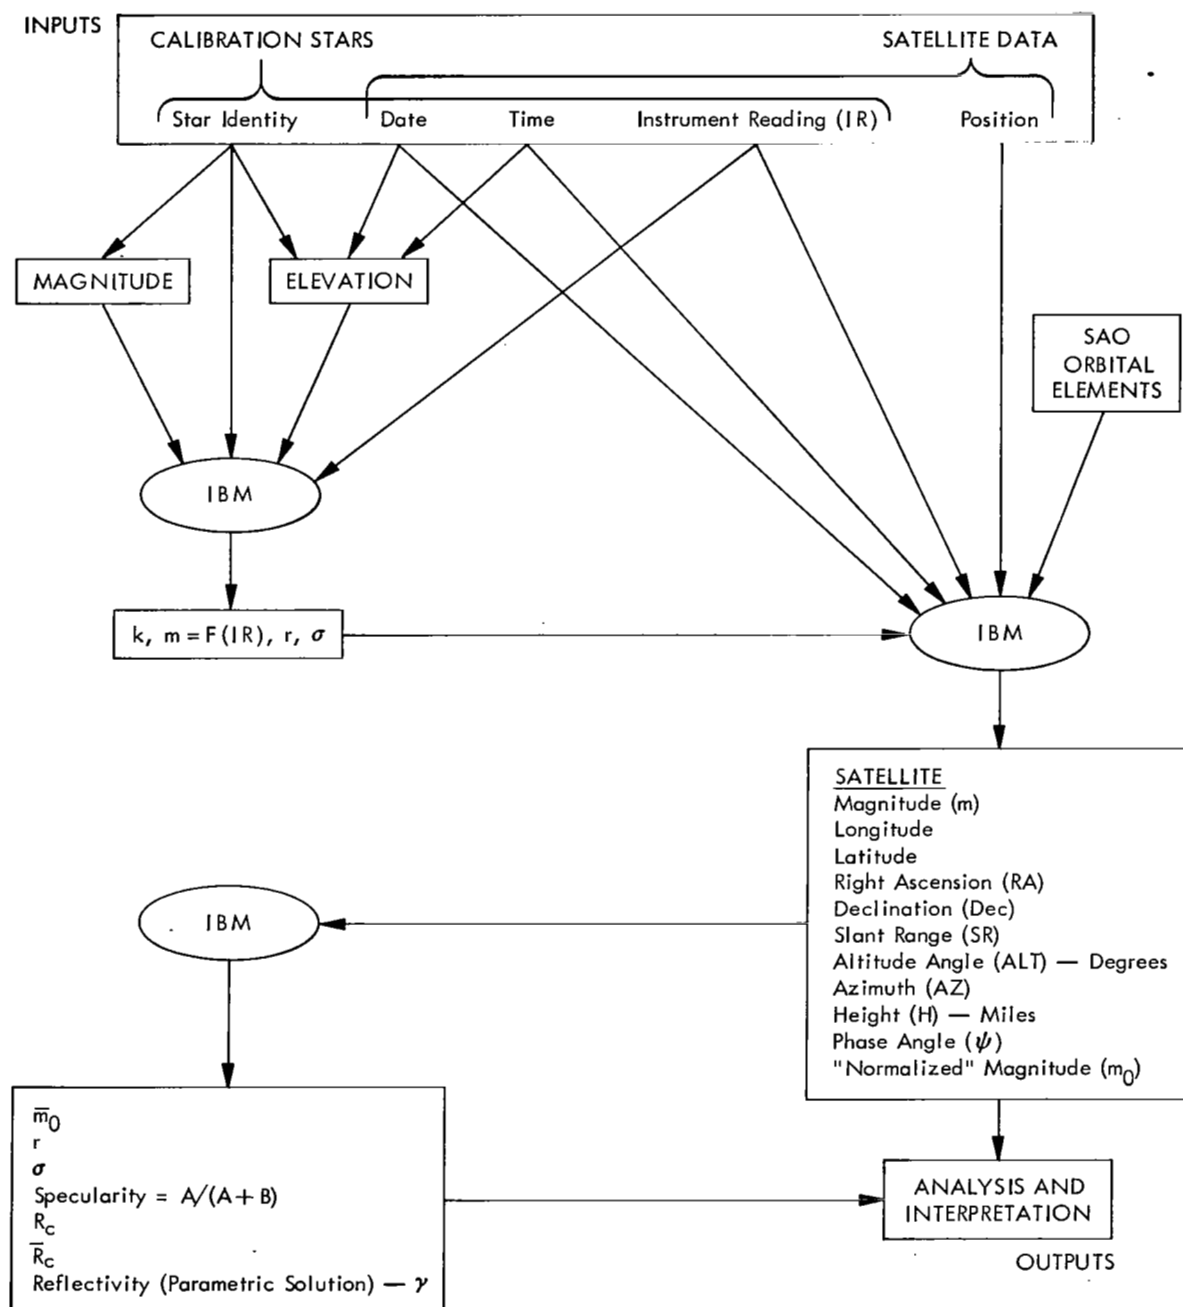 INPUTS
CALIBRATION STARS
SATELLITE DATA
Star Identity
Date
Time
Instrument Reading (IR)
Position
MAGNITUDE
ELEVATION
SAO
ORBITAL
ELEMENTS
IBM
k, m = F(IR), r, σ
IBM
SATELLITE
Magnitude (m)
Longitude
Latitude
Right Ascension (RA)
Declination (Dec)
Slant Range (SR)
Altitude Angle (ALT) — Degrees
Azimuth (AZ)
Height (H) — Miles
Phase Angle (ψ)
"Normalized" Magnitude (m₀)
IBM
m̅₀
r
σ
Specularity = A/(A + B)
R_c
R̅_c
Reflectivity (Parametric Solution) — γ
ANALYSIS AND
INTERPRETATION
OUTPUTS